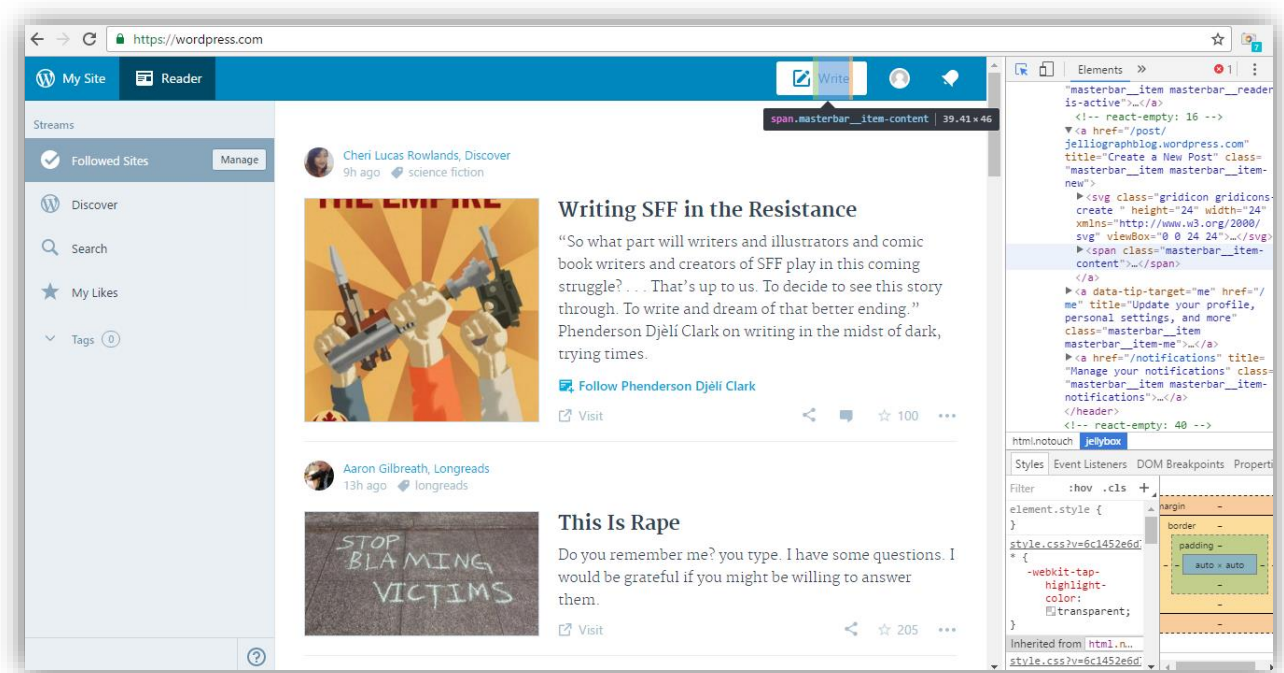 https://wordpress.com
7
My Site
Reader
Write
span.masterbar__item-content | 39.41 × 46
Streams
Followed Sites
Manage
Discover
Search
My Likes
Tags 0
Cheri Lucas Rowlands, Discover
9h ago science fiction
THE EMPIRE
Writing SFF in the Resistance
“So what part will writers and illustrators and comic
book writers and creators of SFF play in this coming
struggle? . . . That’s up to us. To decide to see this story
through. To write and dream of that better ending.”
Phenderson Djèlí Clark on writing in the midst of dark,
trying times.
Follow Phenderson Djèlí Clark
Visit
100
Aaron Gilbreath, Longreads
13h ago longreads
STOP
BLAMING
VICTIMS
This Is Rape
Do you remember me? you type. I have some questions. I
would be grateful if you might be willing to answer
them.
Visit
205
Elements » 1
"masterbar__item masterbar__reader
is-active">…</a>
<!-- react-empty: 16 -->
▼<a href="/post/
jelliographblog.wordpress.com"
title="Create a New Post" class=
"masterbar__item masterbar__item-
new">
▶<svg class="gridicon gridicons-
create " height="24" width="24"
xmlns="http://www.w3.org/2000/
svg" viewBox="0 0 24 24">…</svg>
▶<span class="masterbar__item-
content">…</span>
</a>
▶<a data-tip-target="me" href="/
me" title="Update your profile,
personal settings, and more"
class="masterbar__item
masterbar__item-me">…</a>
▶<a href="/notifications" title=
"Manage your notifications" class=
"masterbar__item masterbar__item-
notifications">…</a>
</header>
<!-- react-empty: 40 -->
html.notouch jellybox
Styles Event Listeners DOM Breakpoints Properti
Filter :hov .cls +
element.style {
}
style.css?v=6c1452e6d
* {
-webkit-tap-
highlight-
color:
transparent;
}
Inherited from html.n…
style.css?v=6c1452e6d
margin -
border -
padding -
- - auto × auto - -
-
-
-